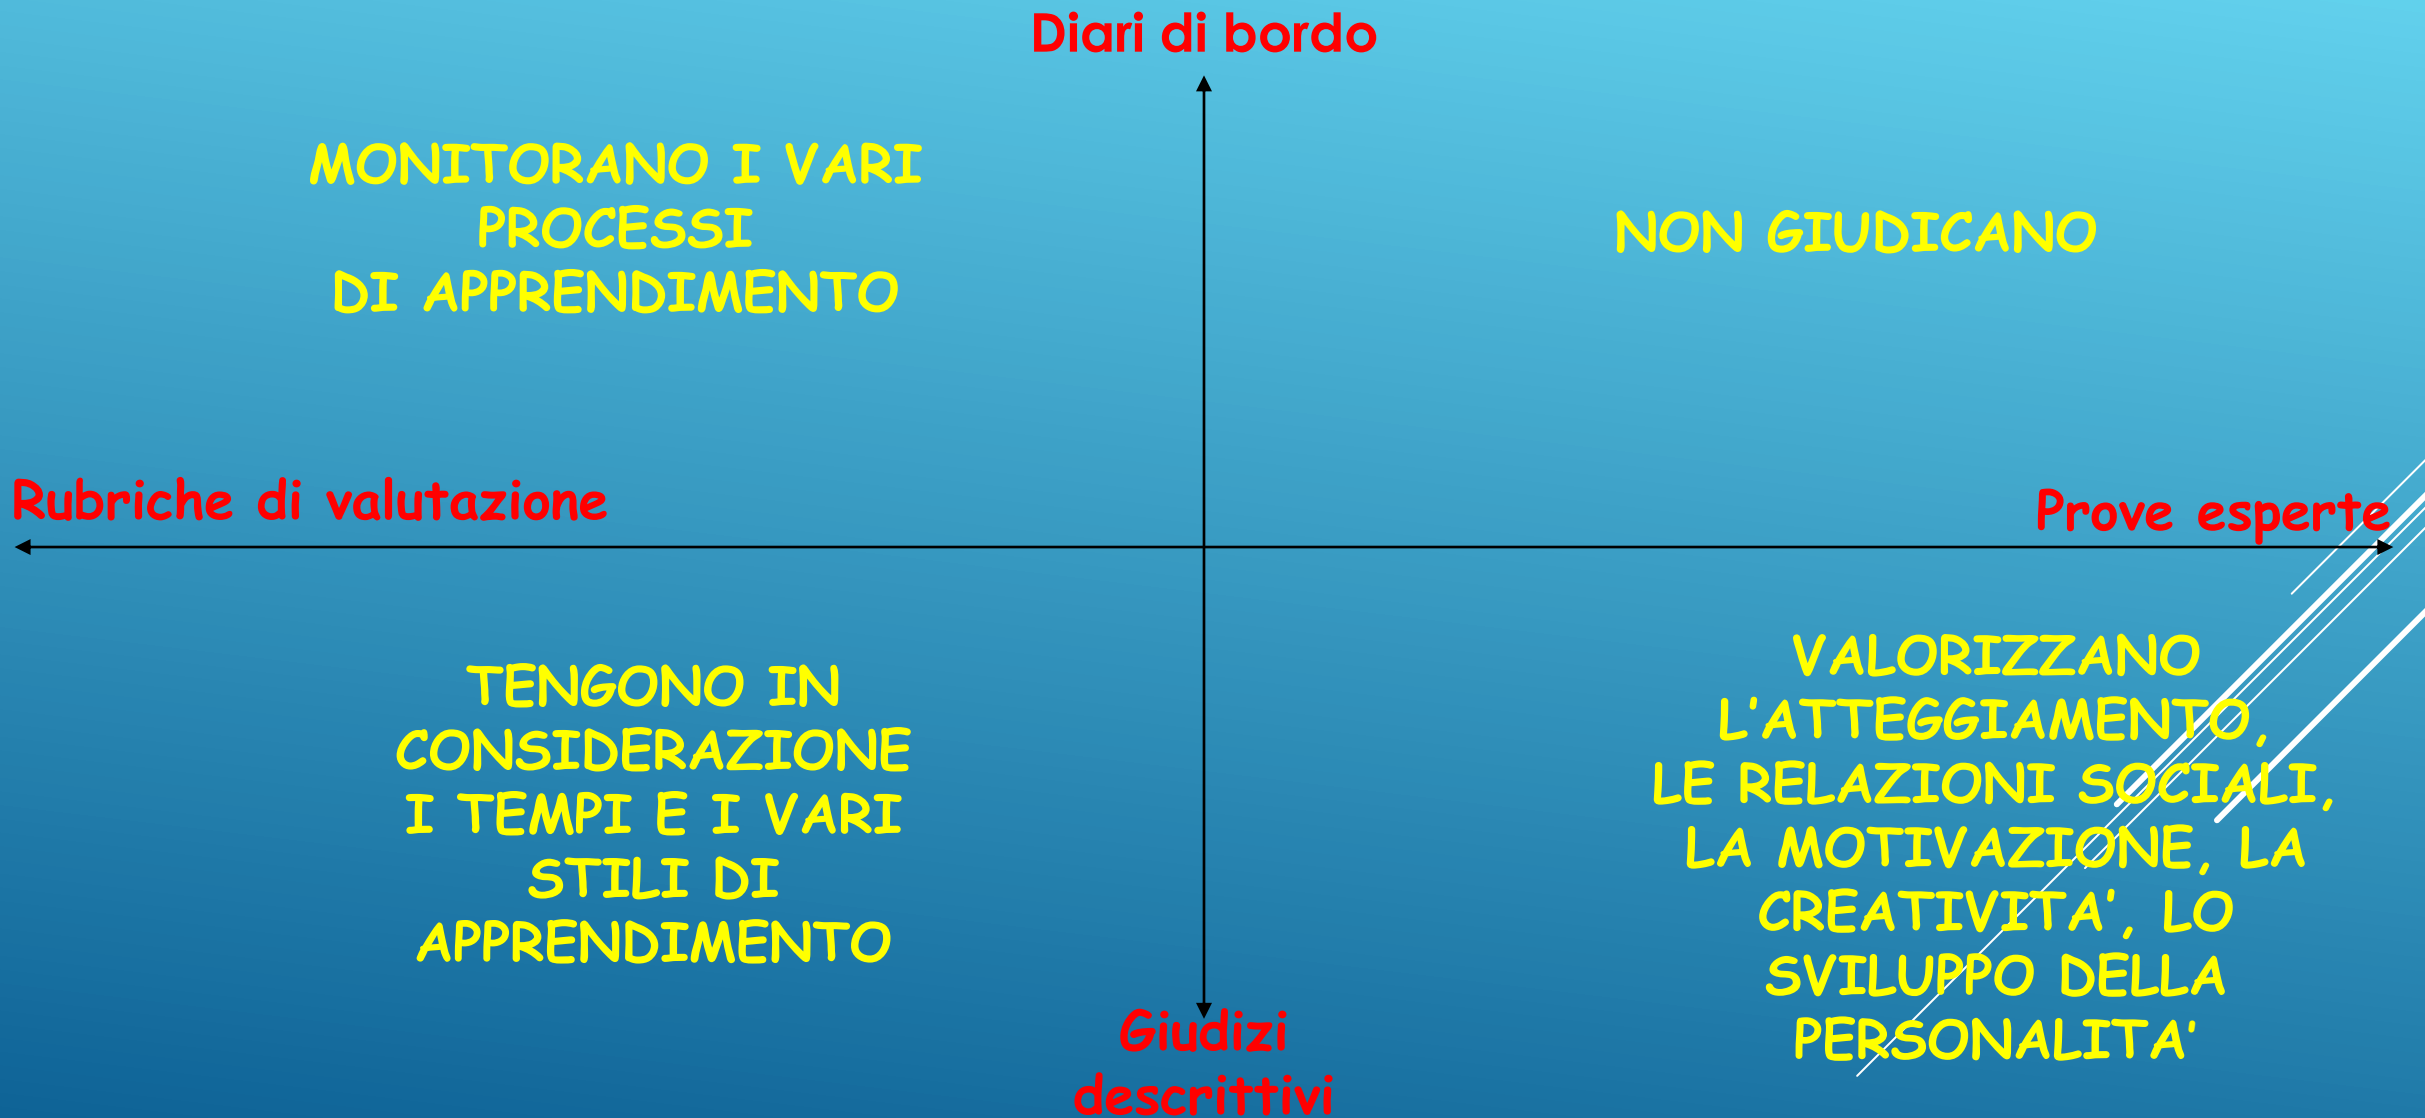 Diari di bordo
MONITORANO I VARI
PROCESSI
DI APPRENDIMENTO
NON GIUDICANO
Rubriche di valutazione
Prove esperte
TENGONO IN
CONSIDERAZIONE
I TEMPI E I VARI
STILI DI
APPRENDIMENTO
VALORIZZANO
L'ATTEGGIAMENTO,
LE RELAZIONI SOCIALI,
LA MOTIVAZIONE, LA
CREATIVITA', LO
SVILUPPO DELLA
PERSONALITA'
Giudizi
descrittivi